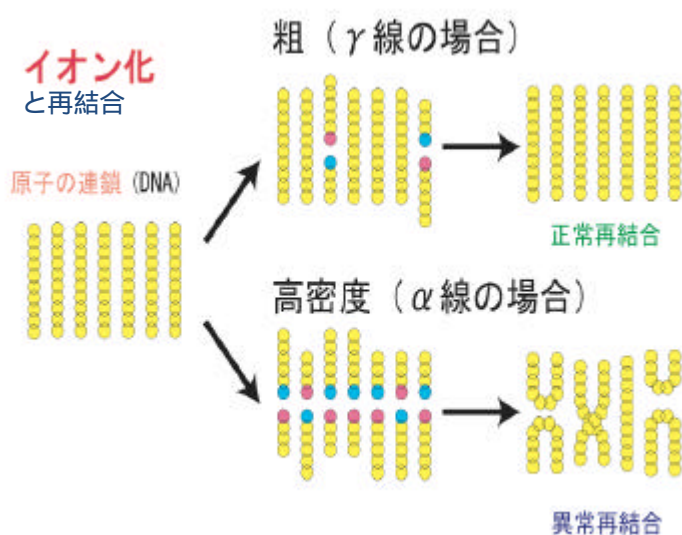 イオン化
と再結合
原子の連鎖 (DNA)
粗（γ線の場合）
正常再結合
高密度（α線の場合）
異常再結合